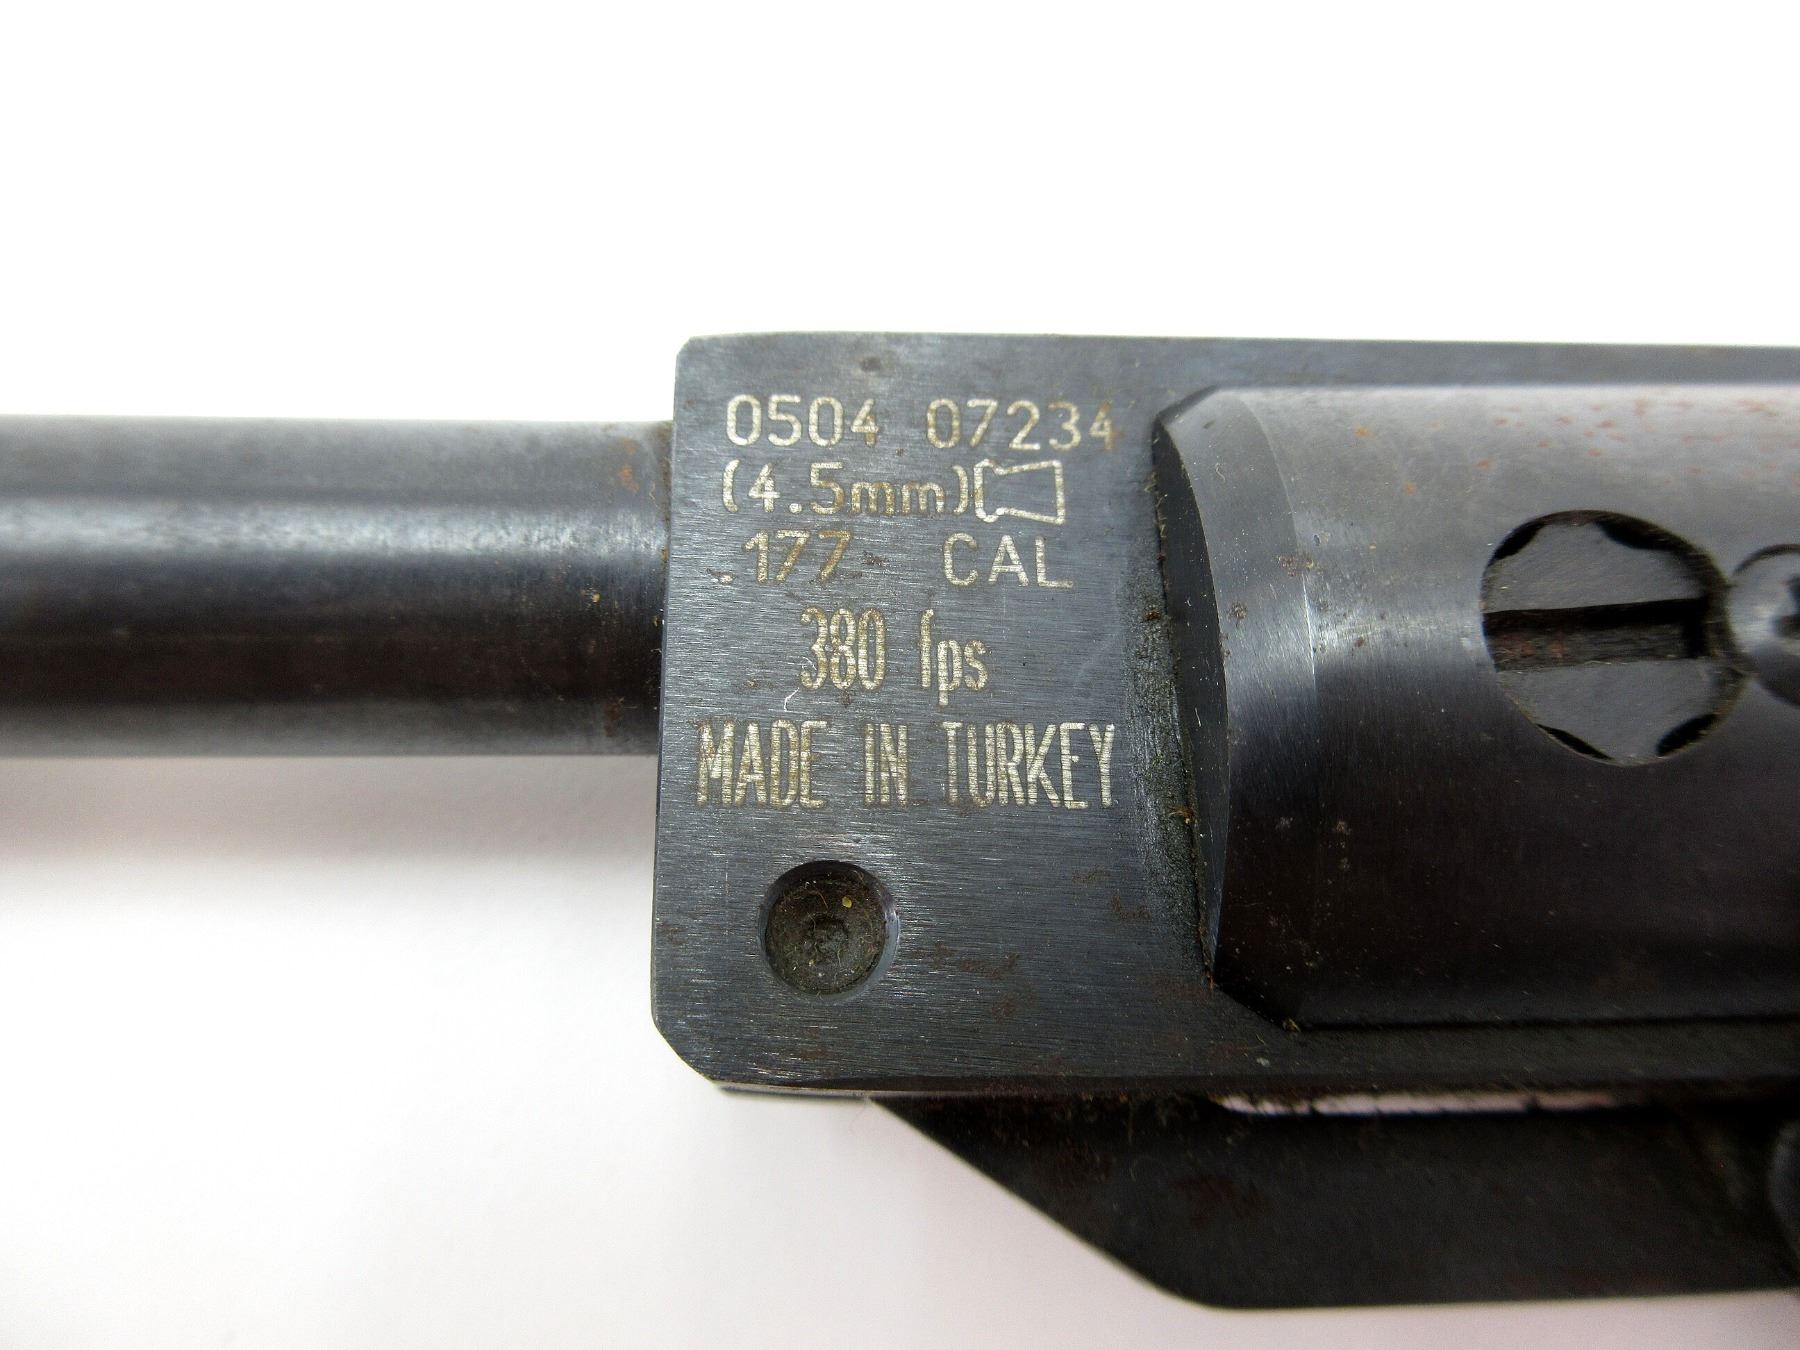 0504 07234
(4.5mm)
.177 CAL
380 fps
MADE IN TURKEY